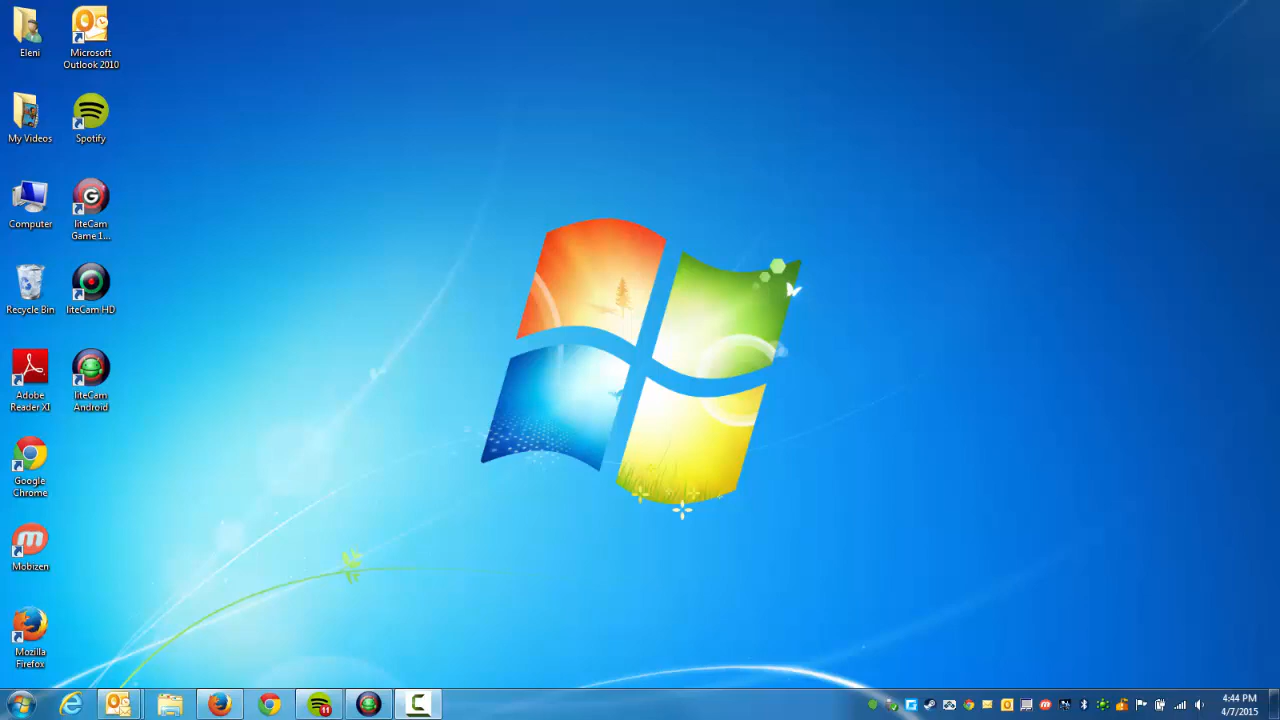 Eleni
Microsoft
Outlook 2010
My Videos
Spotify
Computer
liteCam
Game 1...
Recycle Bin
liteCam HD
Adobe
Reader XI
liteCam
Android
Google
Chrome
Mobizen
Mozilla
Firefox
11
4:44 PM
4/7/2015